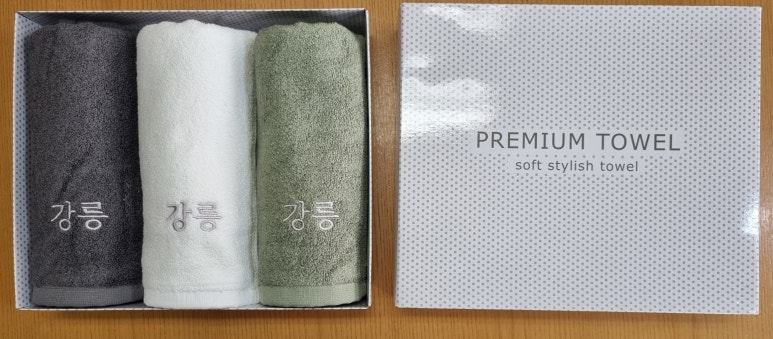 강릉
강릉
강릉
PREMIUM TOWEL
soft stylish towel